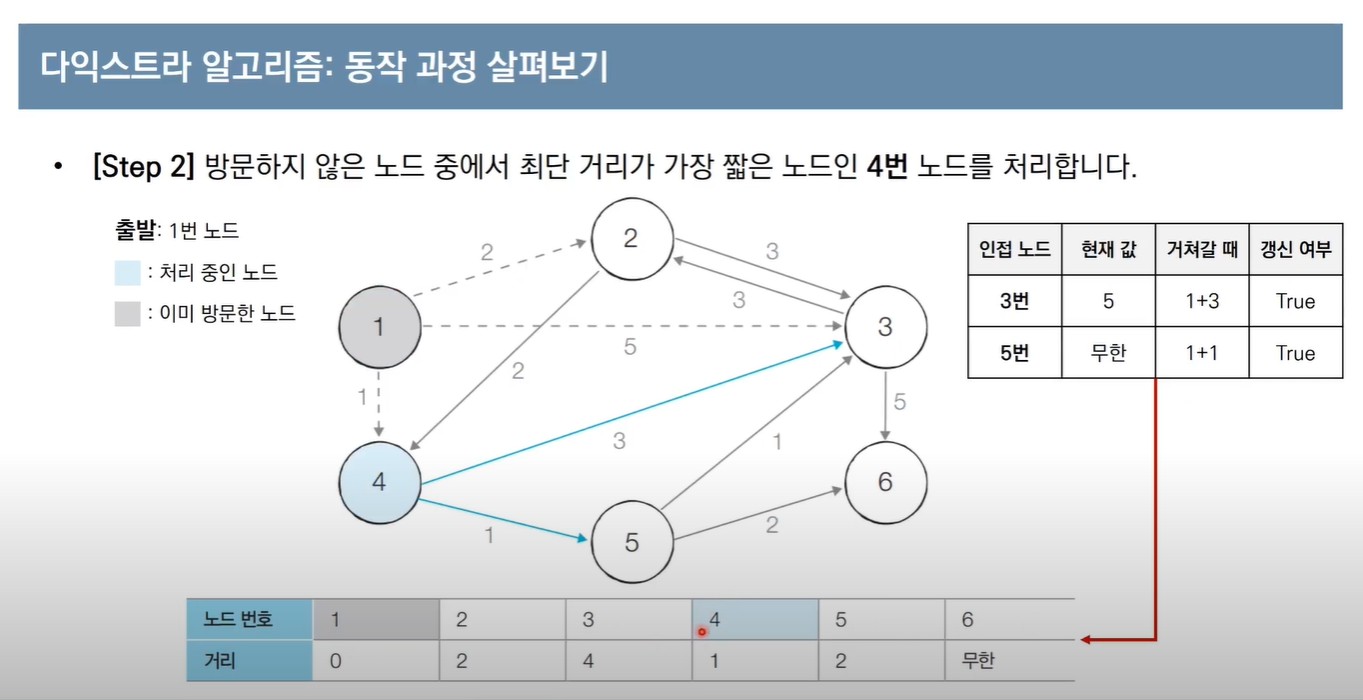 다익스트라 알고리즘: 동작 과정 살펴보기
• [Step 2] 방문하지 않은 노드 중에서 최단 거리가 가장 짧은 노드인 4번 노드를 처리합니다.
출발: 1번 노드
: 처리 중인 노드
: 이미 방문한 노드
2
2
3
3
1
5
3
2
1
5
3
1
4
6
1
5
2
인접 노드 현재 값 거쳐갈 때 갱신 여부
3번 5 1+3 True
5번 무한 1+1 True
노드 번호 1 2 3 4 5 6
거리 0 2 4 1 2 무한